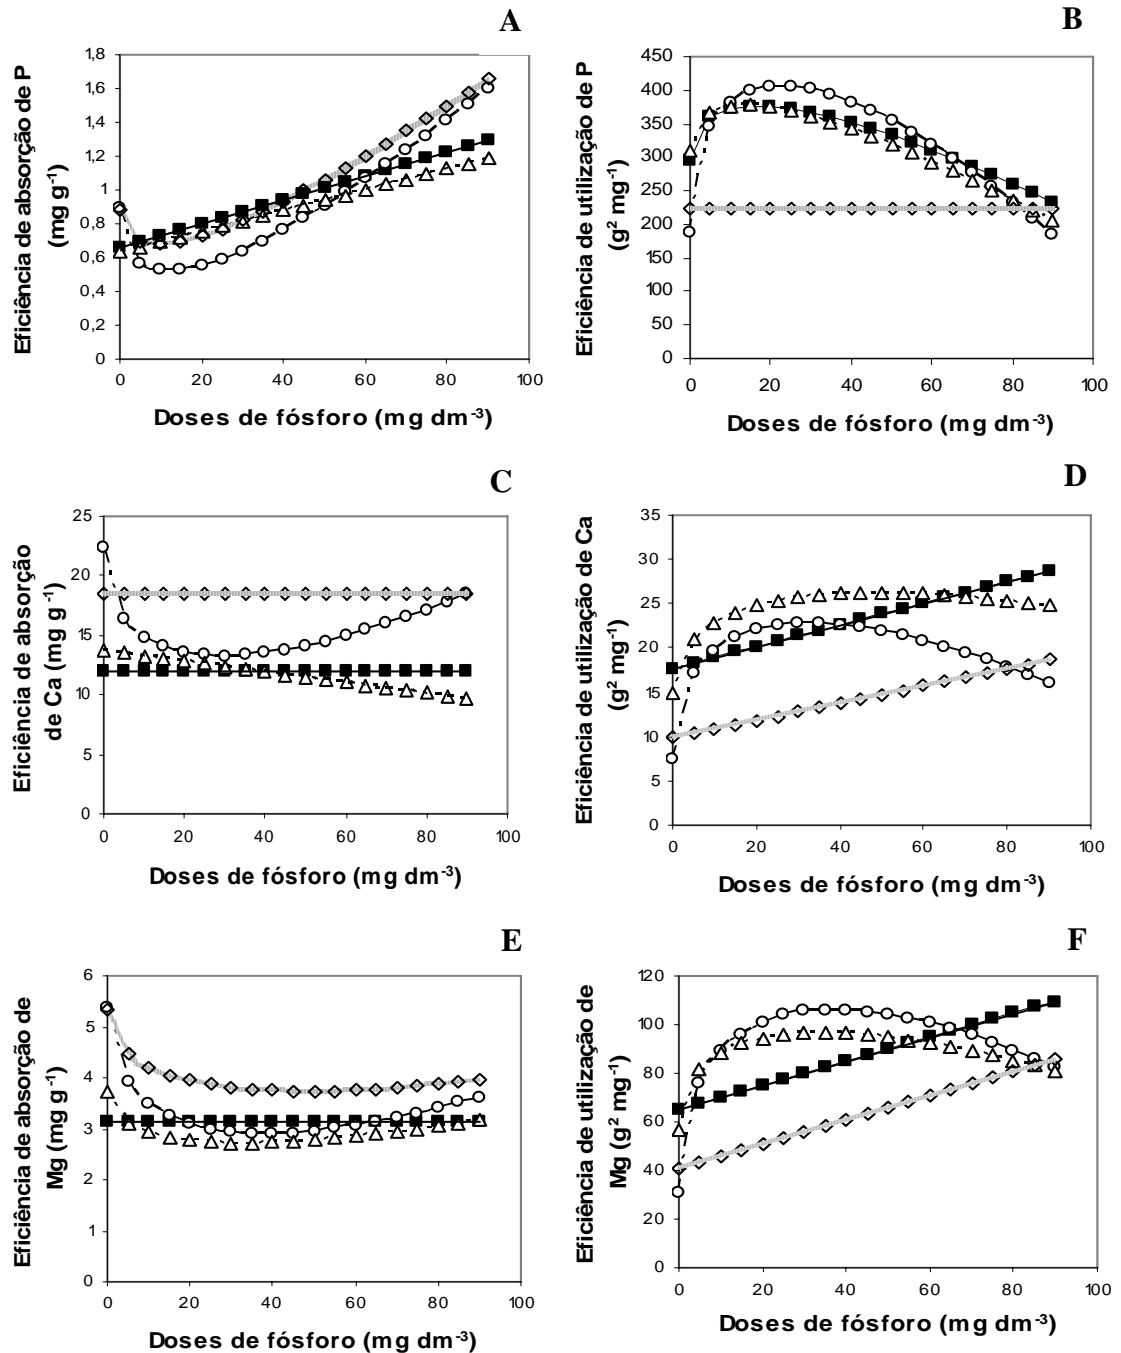 A
Eficiência de absorção de P
(mg g-1)
1,8
1,6
1,4
1,2
1
0,8
0,6
0,4
0,2
0
0 20 40 60 80 100
Doses de fósforo (mg dm-3)
B
Eficiência de utilização de P
(g2 mg-1)
450
400
350
300
250
200
150
100
50
0
0 20 40 60 80 100
Doses de fósforo (mg dm-3)
C
Eficiência de absorção
de Ca (mg g-1)
25
20
15
10
5
0
0 20 40 60 80 100
Doses de fósforo (mg dm-3)
D
Eficiência de utilização de Ca
(g2 mg-1)
35
30
25
20
15
10
5
0
0 20 40 60 80 100
Doses de fósforo (mg dm-3)
E
Eficiência de absorção de
Mg (mg g-1)
6
5
4
3
2
1
0
0 20 40 60 80 100
Doses de fósforo (mg dm-3)
F
Eficiência de utilização de
Mg (g2 mg-1)
120
100
80
60
40
20
0
0 20 40 60 80 100
Doses de fósforo (mg dm-3)